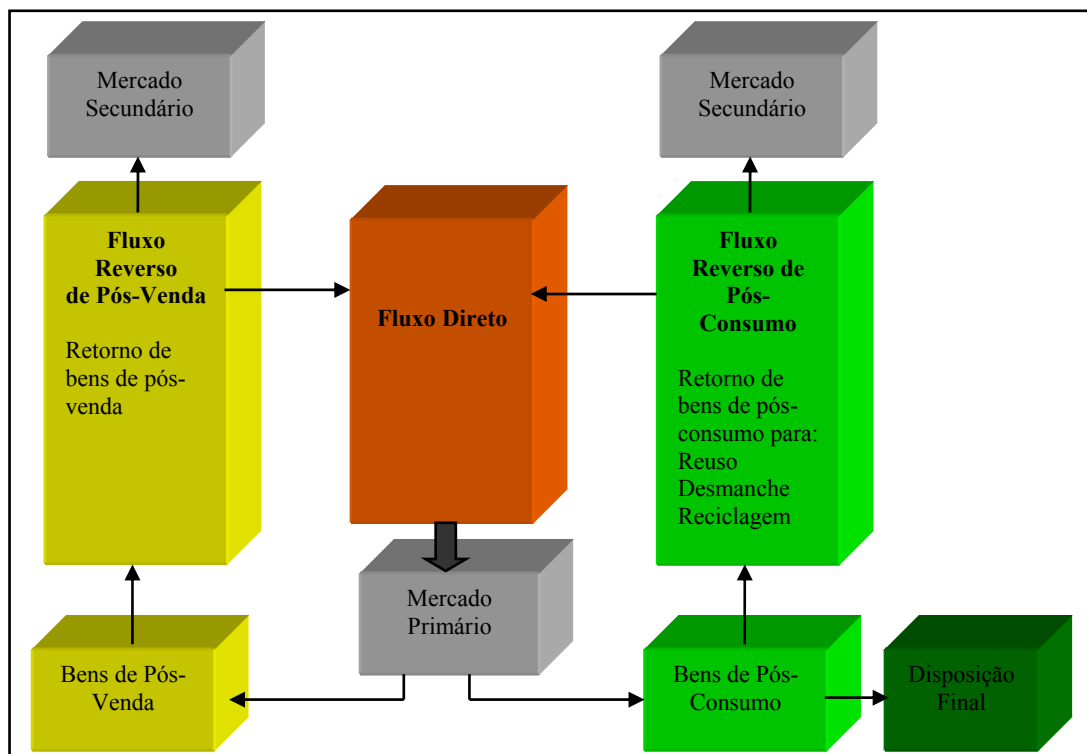 Mercado
Secundário
Mercado
Secundário
Fluxo
Reverso
de Pós-Venda
Retorno de
bens de pós-
venda
Fluxo Direto
Fluxo
Reverso de
Pós-
Consumo
Retorno de
bens de pós-
consumo para:
Reuso
Desmanche
Reciclagem
Mercado
Primário
Bens de Pós-
Venda
Bens de Pós-
Consumo
Disposição
Final